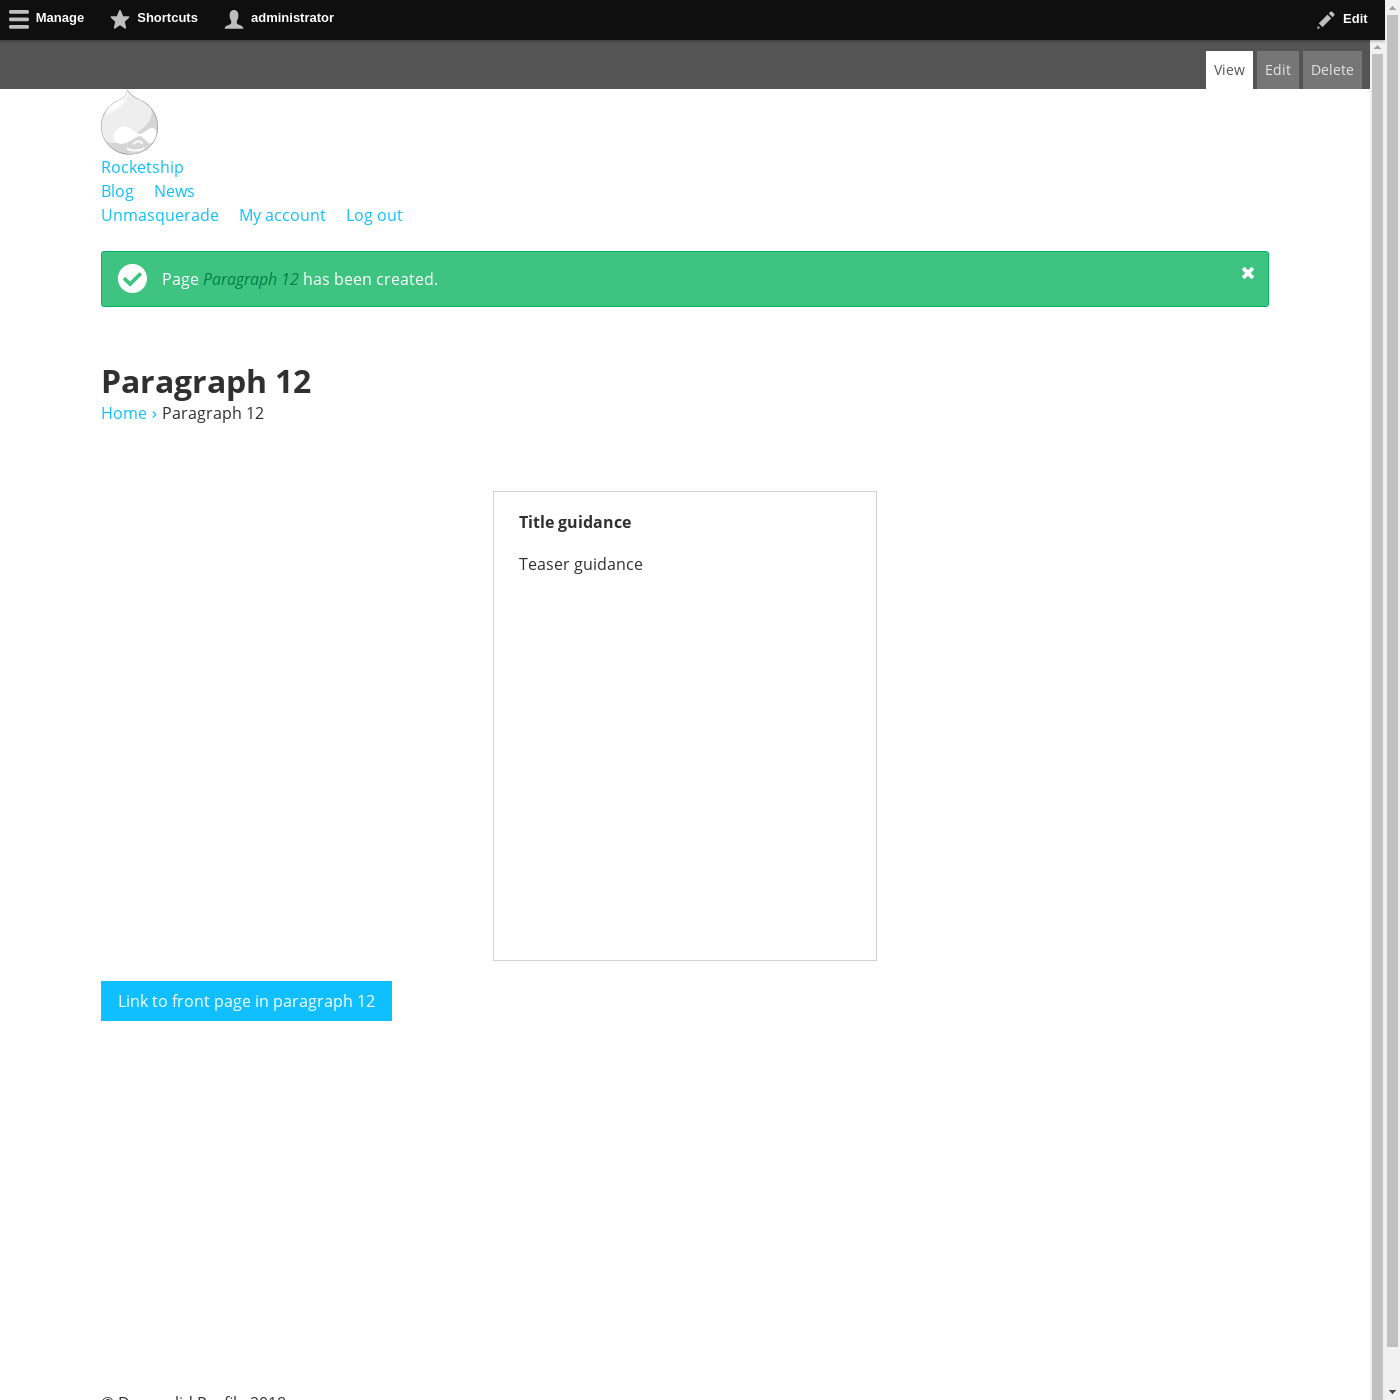 Manage Shortcuts administrator Edit
View Edit Delete
Rocketship
Blog News
Unmasquerade My account Log out
Page Paragraph 12 has been created.
Paragraph 12
Home › Paragraph 12
Title guidance
Teaser guidance
Link to front page in paragraph 12